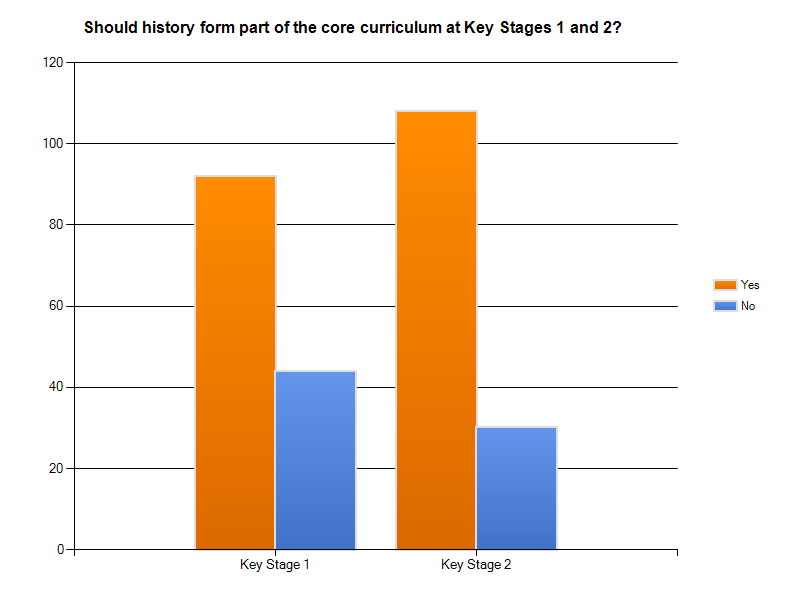 Should history form part of the core curriculum at Key Stages 1 and 2?
120
100
80
60
40
20
0
Key Stage 1 Key Stage 2
Yes
No